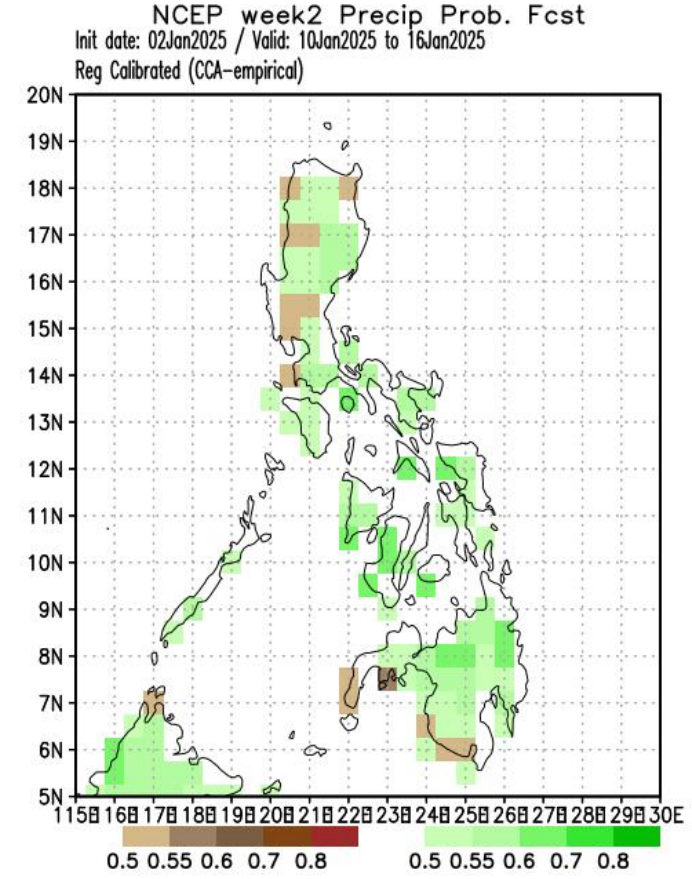 NCEP week2 Precip Prob. Fcst
Init date: 02Jan2025 / Valid: 10Jan2025 to 16Jan2025
Reg Calibrated (CCA-empirical)
20N
19N
18N
17N
16N
15N
14N
13N
12N
11N
10N
9N
8N
7N
6N
5N
115E 116E 117E 118E 119E 120E 121E 122E 123E 124E 125E 126E 127E 128E 129E 130E
0.5 0.55 0.6 0.7 0.8 0.5 0.55 0.6 0.7 0.8